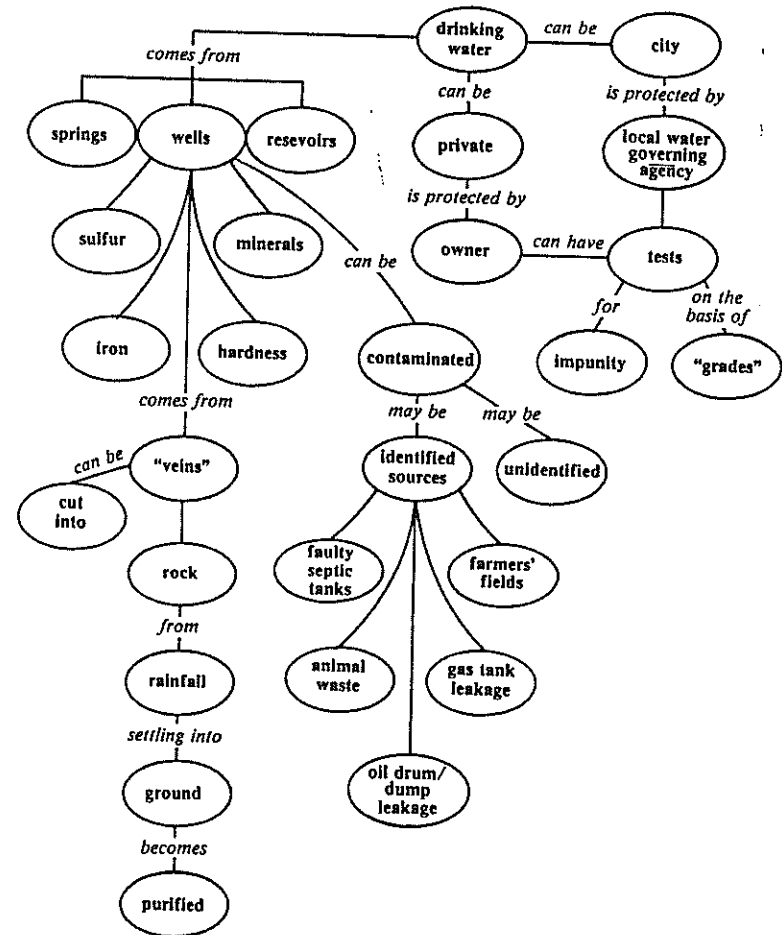 drinking
water
can be
city
comes from
can be
is protected by
springs
wells
resevoirs
private
local water
governing
agency
is protected by
sulfur
minerals
owner
can have
tests
can be
for
on the
basis of
iron
hardness
contaminated
impunity
"grades"
comes from
may be
may be
can be
"veins"
identified
sources
unidentified
cut
into
rock
faulty
septic
tanks
farmers'
fields
from
rainfall
animal
waste
gas tank
leakage
settling into
ground
oil drum/
dump
leakage
becomes
purified